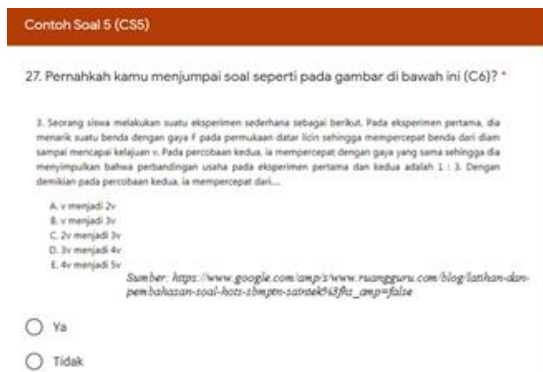 Contoh Soal 5 (CS5)
27. Pernahkah kamu menjumpai soal seperti pada gambar di bawah ini (C6)? *
3. Seorang siswa melakukan suatu eksperimen sederhana sebagai berikut. Pada eksperimen pertama, dia
menarik suatu benda dengan gaya F pada permukaan datar licin sehingga mempercepat benda dari diam
sampai mencapai kelajuan v. Pada percobaan kedua, ia mempercepat dengan gaya yang sama sehingga dia
menyimpulkan bahwa perbandingan usaha pada eksperimen pertama dan kedua adalah 1 : 3. Dengan
demikian pada percobaan kedua, ia mempercepat dari....
A. v menjadi 2v
B. v menjadi 3v
C. 2v menjadi 3v
D. 3v menjadi 4v
E. 4v menjadi 5v
Sumber: https://www.google.com/amp/s/www.ruangguru.com/blog/latihan-dan-
pembahasan-soal-hots-sbmptn-saintek%63fhs_amp=false
Ya
Tidak